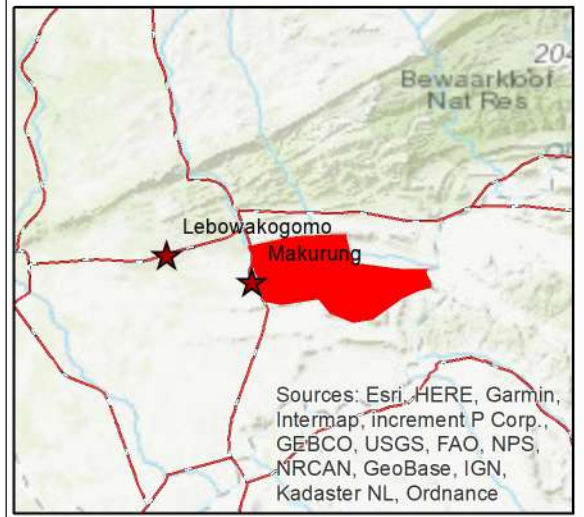 204
Bewaarkloof
Nat Res
Lebowakogomo
Makurung
Sources: Esri, HERE, Garmin,
Intermap, increment P Corp.,
GEBCO, USGS, FAO, NPS,
NRCAN, GeoBase, IGN,
Kadaster NL, Ordnance